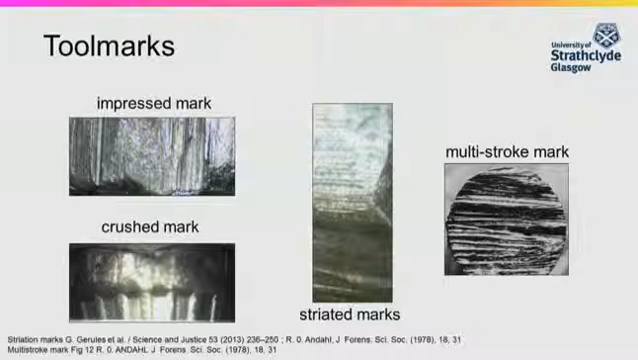 Toolmarks
University of
Strathclyde
Glasgow
impressed mark
multi-stroke mark
crushed mark
striated marks
Striation marks G. Gerules et al. / Science and Justice 53 (2013) 236–250 ; R. 0. Andahl, J Forens. Sci. Soc. (1978), 18, 31
Multistroke mark Fig 12 R. 0. ANDAHL J Forens. Sci. Soc. (1978), 18, 31